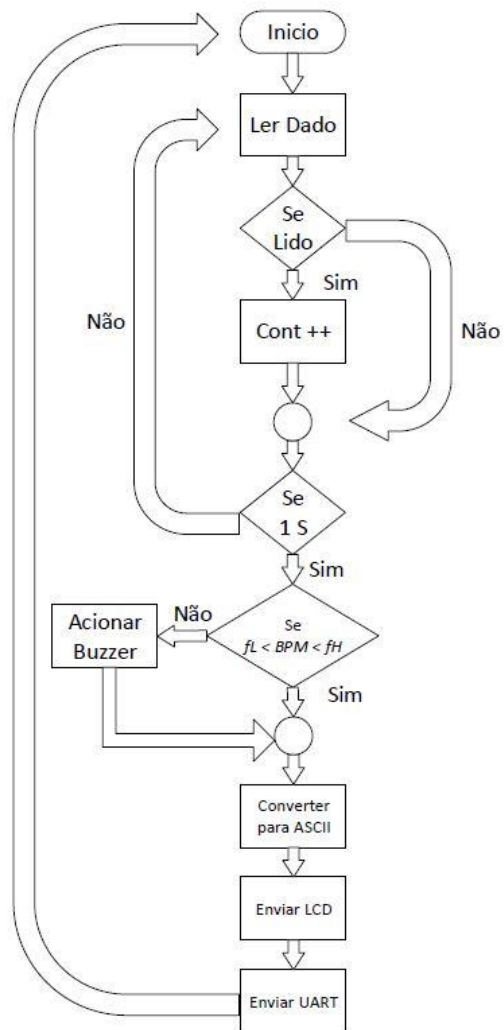 Inicio
Ler Dado
Se
Lido
Sim
Não
Cont ++
Não
Se
1 S
Sim
Não
Acionar
Buzzer
Se
fL < BPM < fH
Sim
Converter
para ASCII
Enviar LCD
Enviar UART